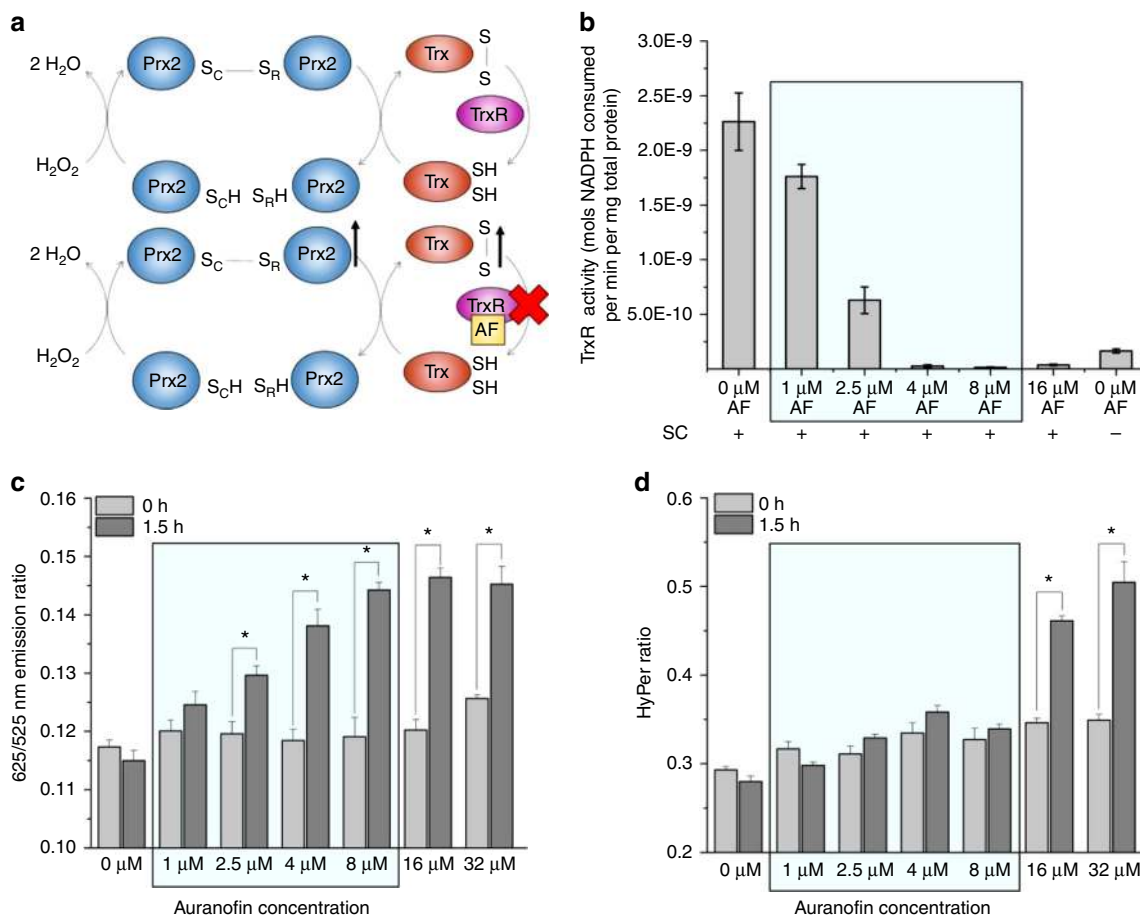 a
2 H2O
Prx2
SC
SR
Prx2
Trx
S
S
TrxR
H2O2
Prx2
SCH
SRH
Prx2
Trx
SH
SH
2 H2O
Prx2
SC
SR
Prx2
Trx
S
S
TrxR
AF
H2O2
Prx2
SCH
SRH
Prx2
Trx
SH
SH
b
TrxR activity (mols NADPH consumed
per min per mg total protein)
3.0E-9
2.5E-9
2.0E-9
1.5E-9
1.0E-9
5.0E-10
0 μM 1 μM 2.5 μM 4 μM 8 μM 16 μM 0 μM
AF AF AF AF AF AF AF
SC + + + + + + −
c
625/525 nm emission ratio
0.16
0.15
0.14
0.13
0.12
0.11
0.10
0 h
1.5 h
* * * * *
0 μM 1 μM 2.5 μM 4 μM 8 μM 16 μM 32 μM
Auranofin concentration
d
HyPer ratio
0.6
0.5
0.4
0.3
0.2
0 h
1.5 h
* *
0 μM 1 μM 2.5 μM 4 μM 8 μM 16 μM 32 μM
Auranofin concentration